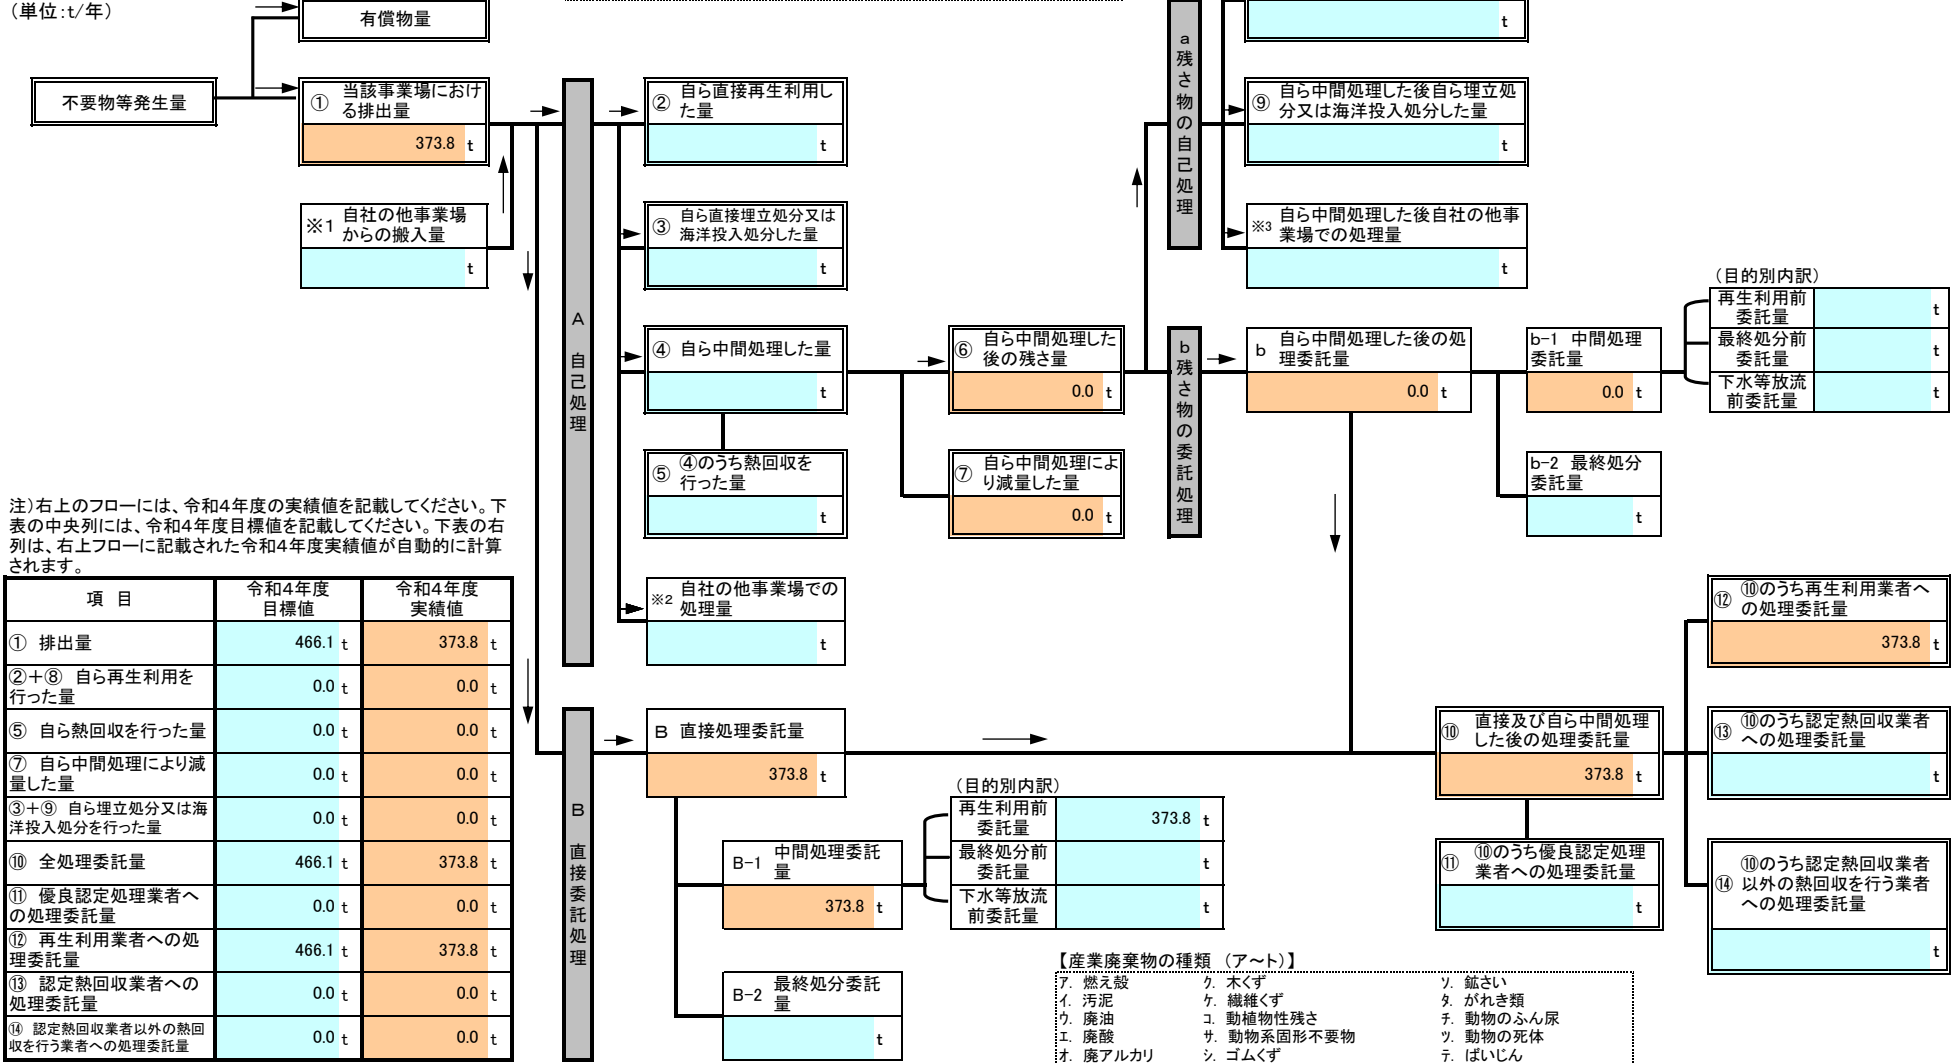 （単位:t/年）
有償物量
不要物等発生量
① 当該事業場におけ
る排出量
373.8 t
※1 自社の他事業場
からの搬入量
t
A 自己処理
② 自ら直接再生利用し
た量
t
③ 自ら直接埋立処分又は
海洋投入処分した量
t
④ 自ら中間処理した量
t
⑤ ④のうち熱回収を
行った量
t
※2 自社の他事業場での
処理量
t
⑥ 自ら中間処理した
後の残さ量
0.0 t
⑦ 自ら中間処理によ
り減量した量
0.0 t
a残さ物の自己処理
t
⑨ 自ら中間処理した後自ら埋立処
分又は海洋投入処分した量
t
※3 自ら中間処理した後自社の他事
業場での処理量
t
b残さ物の委託処理
b 自ら中間処理した後の処
理委託量
0.0 t
b-1 中間処理
委託量
0.0 t
b-2 最終処分
委託量
t
（目的別内訳）
再生利用前
委託量
t
最終処分前
委託量
t
下水等放流
前委託量
t
注）右上のフローには、令和4年度の実績値を記載してください。下
表の中央列には、令和4年度目標値を記載してください。下表の右
列は、右上フローに記載された令和4年度実績値が自動的に計算
されます。
項 目 令和4年度
目標値 令和4年度
実績値
① 排出量 466.1 t 373.8 t
②＋⑧ 自ら再生利用を
行った量 0.0 t 0.0 t
⑤ 自ら熱回収を行った量 0.0 t 0.0 t
⑦ 自ら中間処理により減
量した量 0.0 t 0.0 t
③＋⑨ 自ら埋立処分又は海
洋投入処分を行った量 0.0 t 0.0 t
⑩ 全処理委託量 466.1 t 373.8 t
⑪ 優良認定処理業者へ
の処理委託量 0.0 t 0.0 t
⑫ 再生利用業者への処
理委託量 466.1 t 373.8 t
⑬ 認定熱回収業者への
処理委託量 0.0 t 0.0 t
⑭ 認定熱回収業者以外の熱回
収を行う業者への処理委託量 0.0 t 0.0 t
B 直接委託処理
B 直接処理委託量
373.8 t
B-1 中間処理委託
量
373.8 t
B-2 最終処分委託
量
t
（目的別内訳）
再生利用前
委託量
373.8 t
最終処分前
委託量
t
下水等放流
前委託量
t
⑩ 直接及び自ら中間処理
した後の処理委託量
373.8 t
⑪ ⑩のうち優良認定処理
業者への処理委託量
t
⑫ ⑩のうち再生利用業者へ
の処理委託量
373.8 t
⑬ ⑩のうち認定熱回収業者
への処理委託量
t
⑭ ⑩のうち認定熱回収業者
以外の熱回収を行う業者
への処理委託量
t
【産業廃棄物の種類 （ア～ト）】
ア. 燃え殻 ク. 木くず ソ. 鉱さい
イ. 汚泥 ケ. 繊維くず タ. がれき類
ウ. 廃油 コ. 動植物性残さ チ. 動物のふん尿
エ. 廃酸 サ. 動物系固形不要物 ツ. 動物の死体
オ. 廃アルカリ シ. ゴムくず テ. ばいじん